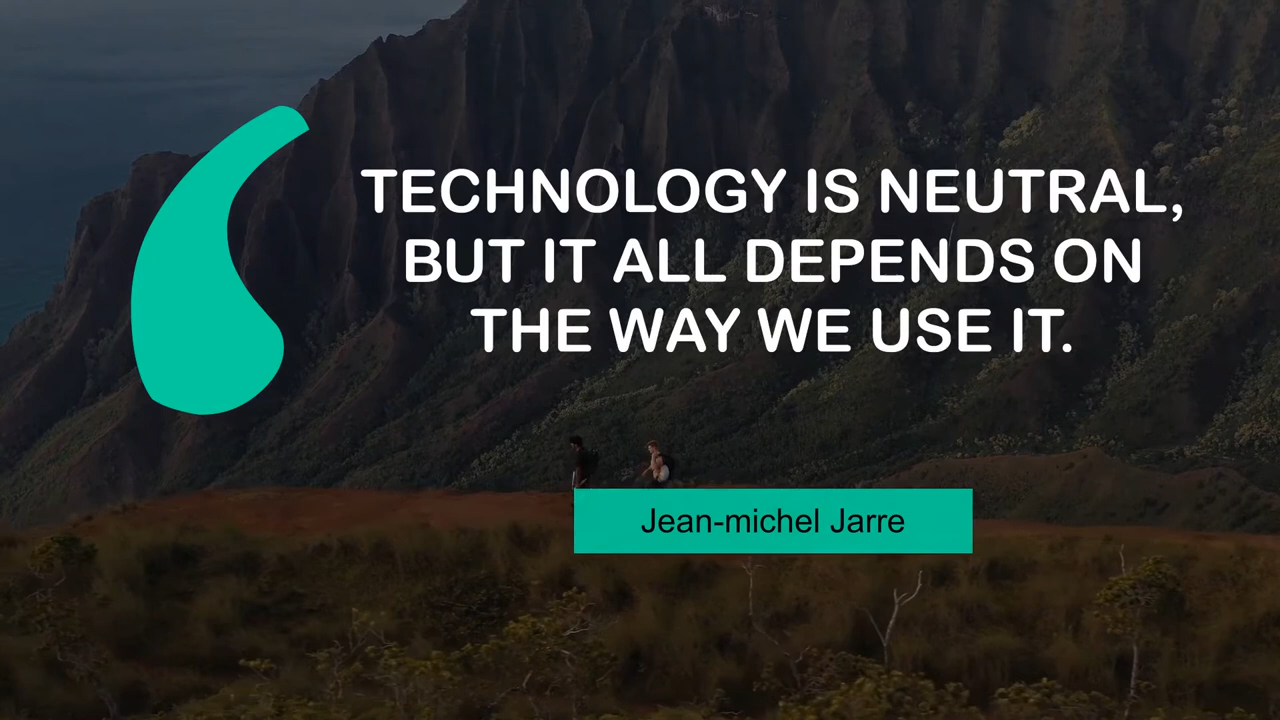 TECHNOLOGY IS NEUTRAL,
BUT IT ALL DEPENDS ON
THE WAY WE USE IT.
Jean-michel Jarre